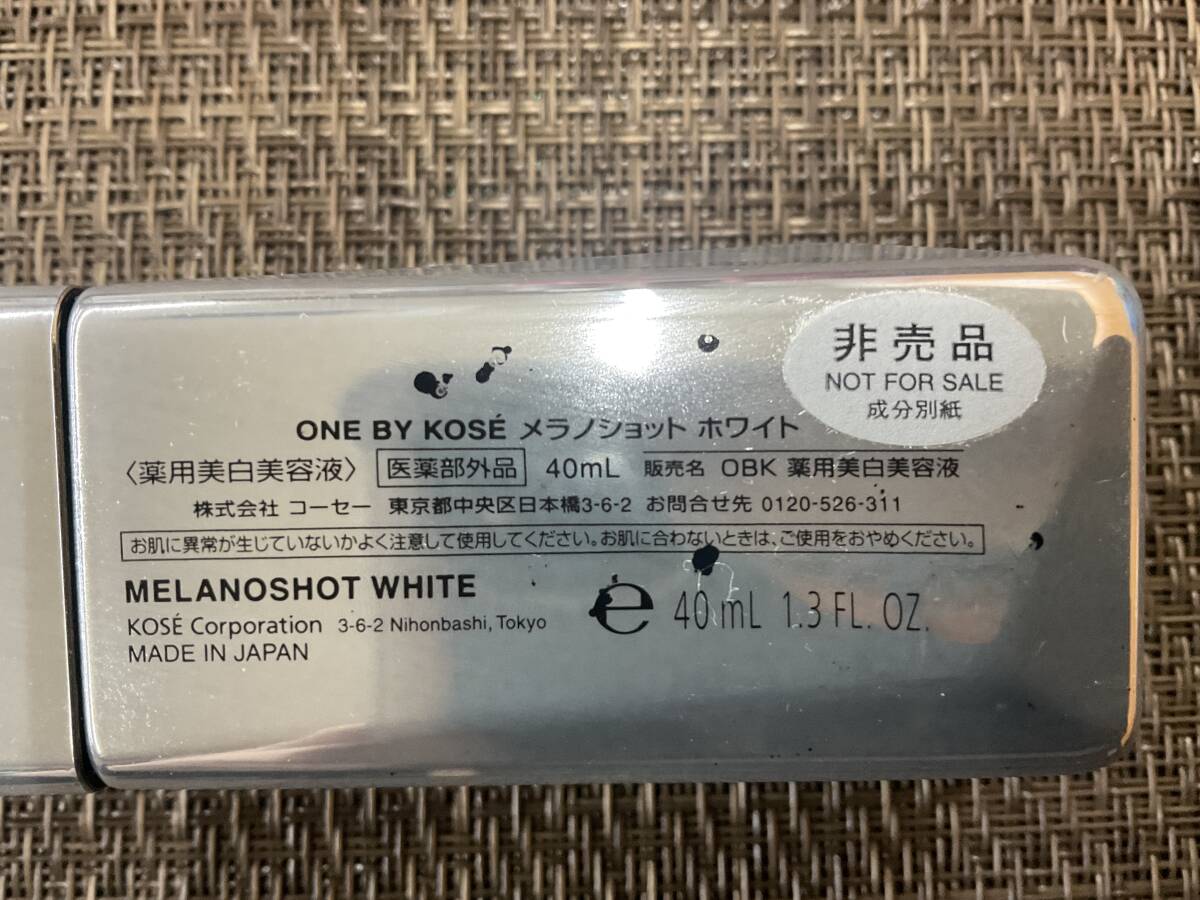 非売品
NOT FOR SALE
成分別紙
ONE BY KOSÉ メラノショット ホワイト
〈薬用美白美容液〉 医薬部外品 40mL 販売名 OBK 薬用美白美容液
株式会社 コーセー 東京都中央区日本橋3-6-2 お問合せ先 0120-526-311
お肌に異常が生じていないかよく注意して使用してください。お肌に合わないときは、ご使用をおやめください。
MELANOSHOT WHITE
KOSÉ Corporation 3-6-2 Nihonbashi, Tokyo
MADE IN JAPAN
℮ 40 mL 1.3 FL. OZ.